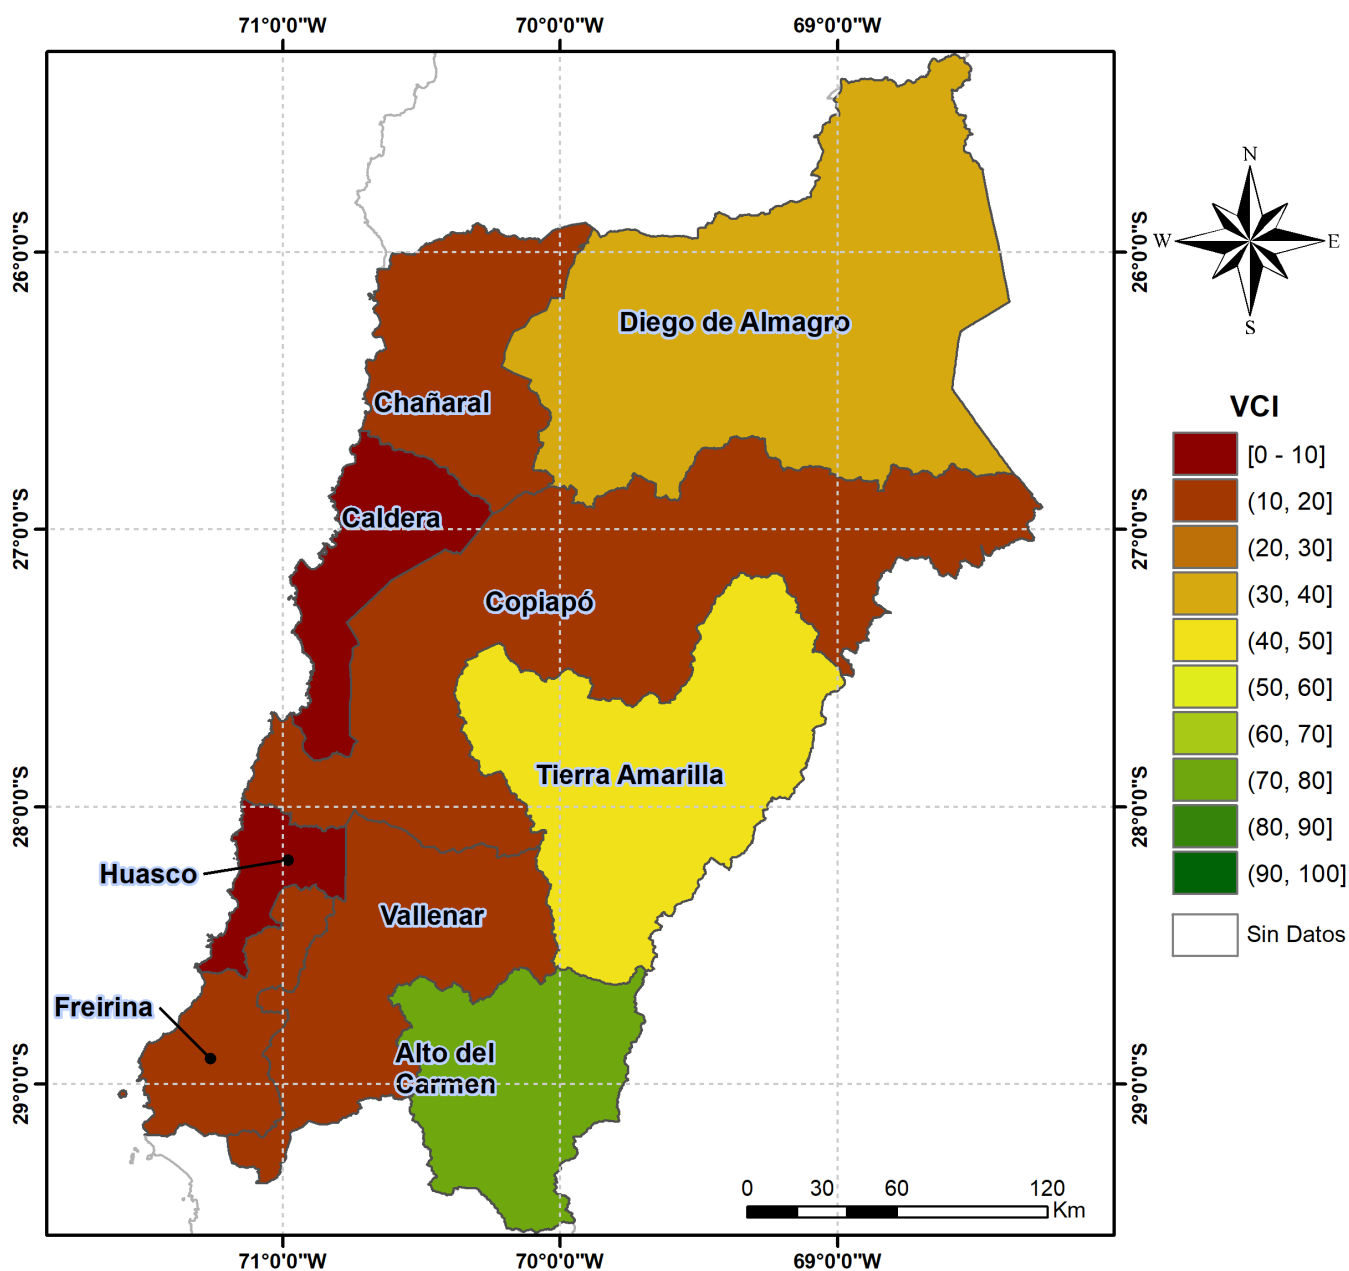 71°0'0"W 70°0'0"W 69°0'0"W
N
W E
S
26°0'0"S 26°0'0"S
Diego de Almagro
Chañaral
VCI
[0 - 10]
(10, 20]
(20, 30]
(30, 40]
(40, 50]
(50, 60]
(60, 70]
(70, 80]
(80, 90]
(90, 100]
Sin Datos
Caldera
27°0'0"S 27°0'0"S
Copiapó
Tierra Amarilla
28°0'0"S 28°0'0"S
Huasco
Vallenar
Freirina
Alto del
Carmen
29°0'0"S 29°0'0"S
0 30 60 120
Km
71°0'0"W 70°0'0"W 69°0'0"W